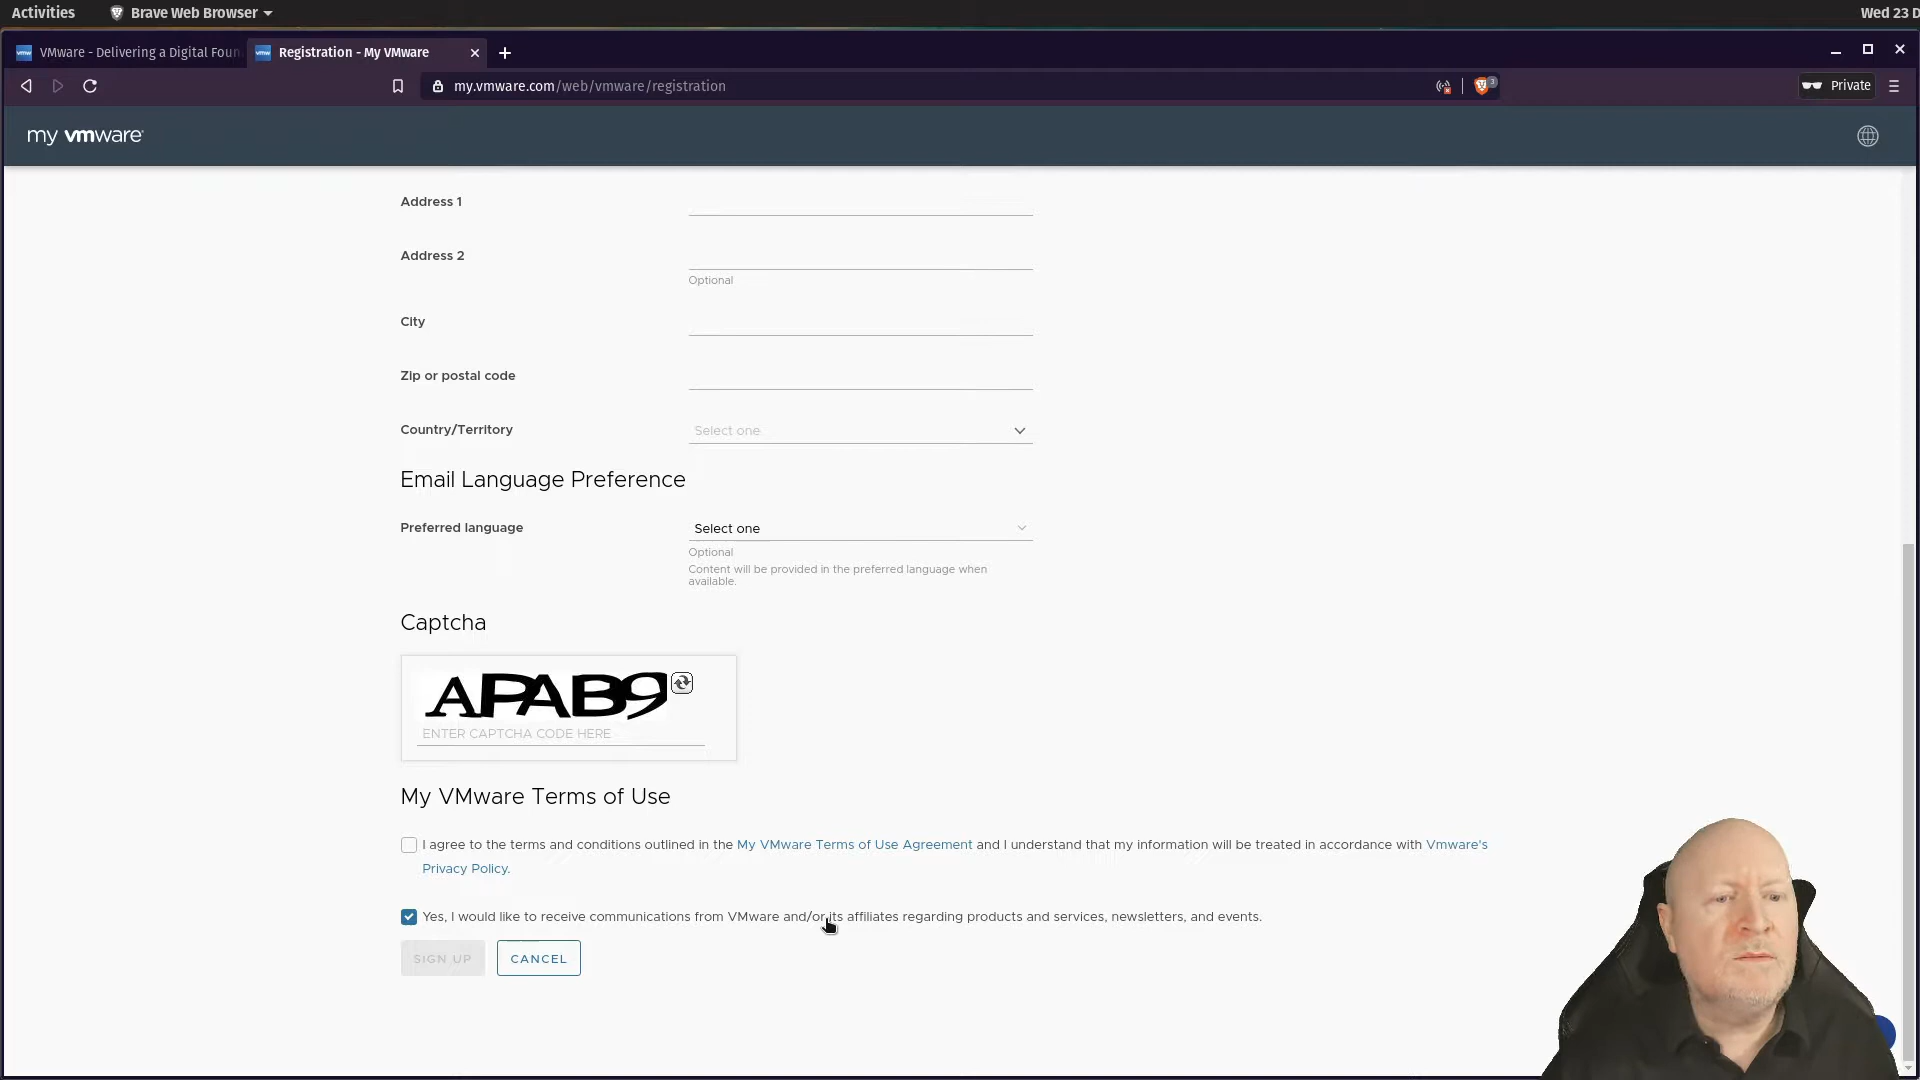 Activities
Brave Web Browser
Wed 23 D
VMware - Delivering a Digital Foun
Registration - My VMware
my.vmware.com/web/vmware/registration
3
Private
my vmware
Address 1
Address 2
Optional
City
Zip or postal code
Country/Territory
Select one
Email Language Preference
Preferred language
Select one
Optional
Content will be provided in the preferred language when
available.
Captcha
APAB9
ENTER CAPTCHA CODE HERE
My VMware Terms of Use
I agree to the terms and conditions outlined in the My VMware Terms of Use Agreement and I understand that my information will be treated in accordance with Vmware's
Privacy Policy.
Yes, I would like to receive communications from VMware and/or its affiliates regarding products and services, newsletters, and events.
SIGN UP
CANCEL